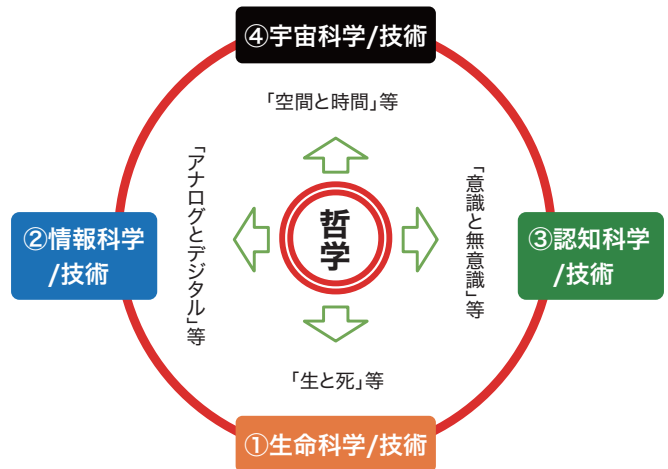 ④宇宙科学/技術
「空間と時間」等
「アナログとデジタル」等
哲学
「意識と無意識」等
②情報科学
/技術
③認知科学
/技術
「生と死」等
①生命科学/技術